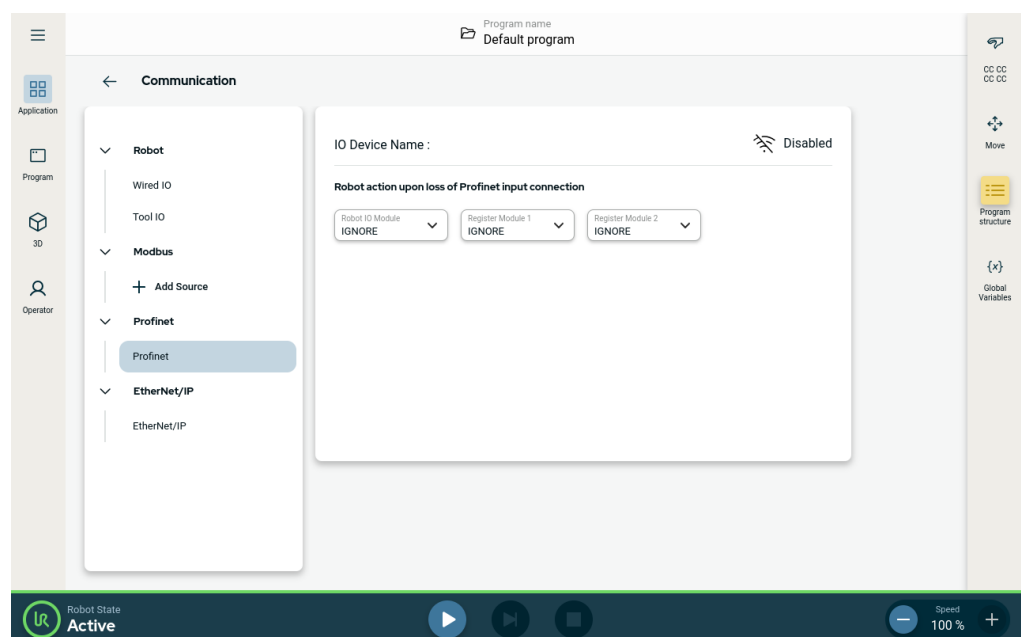 Program name
Default program
Communication
Application
Program
3D
Operator
Robot
Wired IO
Tool IO
Modbus
Add Source
Profinet
Profinet
EtherNet/IP
EtherNet/IP
IO Device Name :
Disabled
Robot action upon loss of Profinet input connection
Robot IO Module
IGNORE
Register Module 1
IGNORE
Register Module 2
IGNORE
CC CC
CC CC
Move
Program
structure
{x}
Global
Variables
UR
Robot State
Active
Speed
100 %